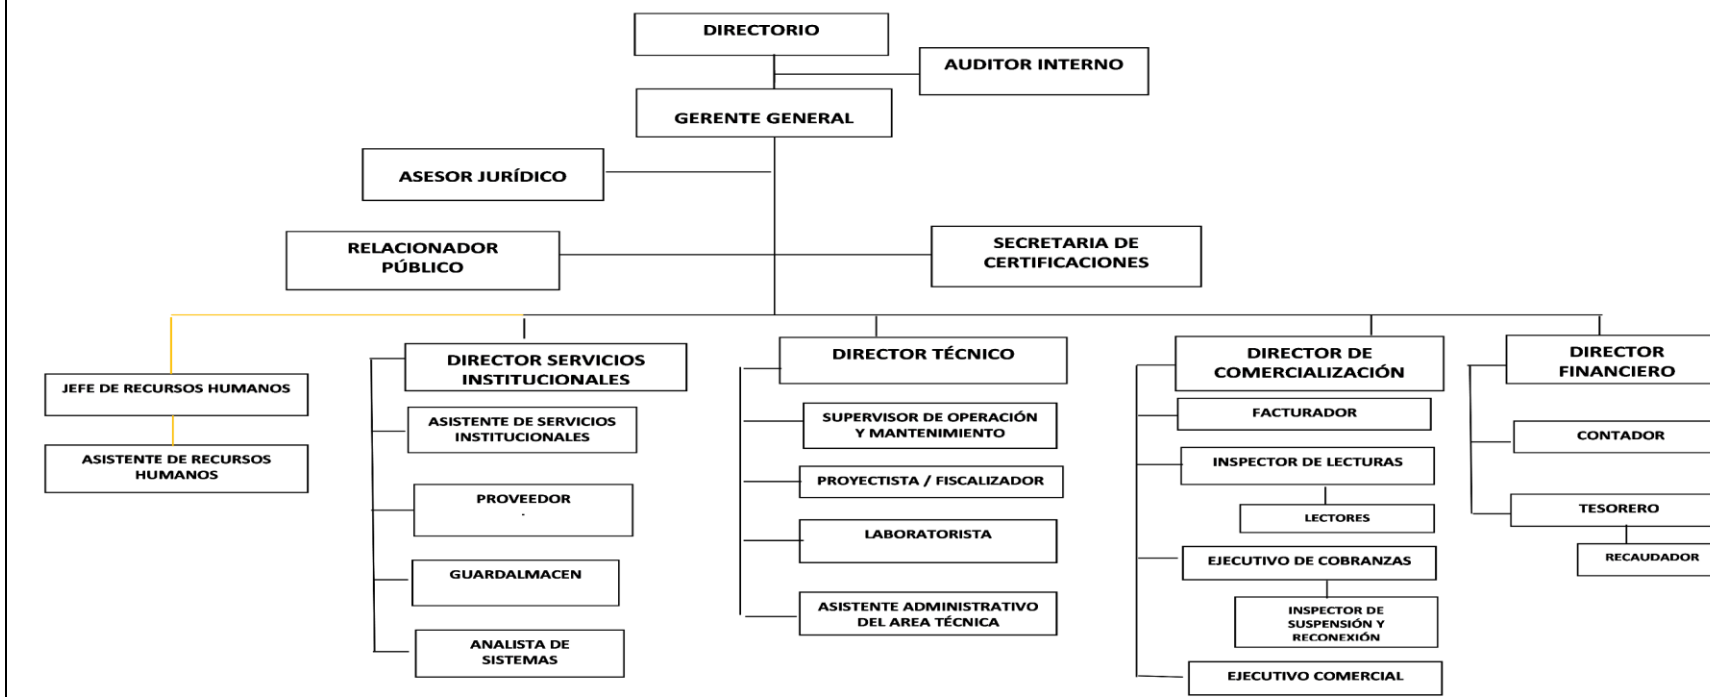 DIRECTORIO
AUDITOR INTERNO
GERENTE GENERAL
ASESOR JURÍDICO
RELACIONADOR
PÚBLICO
SECRETARIA DE
CERTIFICACIONES
JEFE DE RECURSOS HUMANOS
ASISTENTE DE RECURSOS
HUMANOS
DIRECTOR SERVICIOS
INSTITUCIONALES
ASISTENTE DE SERVICIOS
INSTITUCIONALES
PROVEEDOR
.
GUARDALMACEN
ANALISTA DE
SISTEMAS
DIRECTOR TÉCNICO
SUPERVISOR DE OPERACIÓN
Y MANTENIMIENTO
PROYECTISTA / FISCALIZADOR
LABORATORISTA
ASISTENTE ADMINISTRATIVO
DEL AREA TÉCNICA
DIRECTOR DE
COMERCIALIZACIÓN
FACTURADOR
INSPECTOR DE LECTURAS
LECTORES
EJECUTIVO DE COBRANZAS
INSPECTOR DE
SUSPENSIÓN Y
RECONEXIÓN
EJECUTIVO COMERCIAL
DIRECTOR
FINANCIERO
CONTADOR
TESORERO
RECAUDADOR